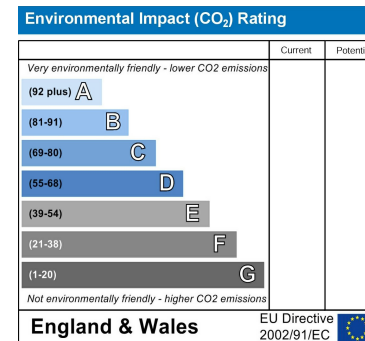 Environmental Impact (CO₂) Rating
Current Potenti
Very environmentally friendly - lower CO2 emissions
(92 plus) A
(81-91) B
(69-80) C
(55-68) D
(39-54) E
(21-38) F
(1-20) G
Not environmentally friendly - higher CO2 emissions
England & Wales
EU Directive
2002/91/EC